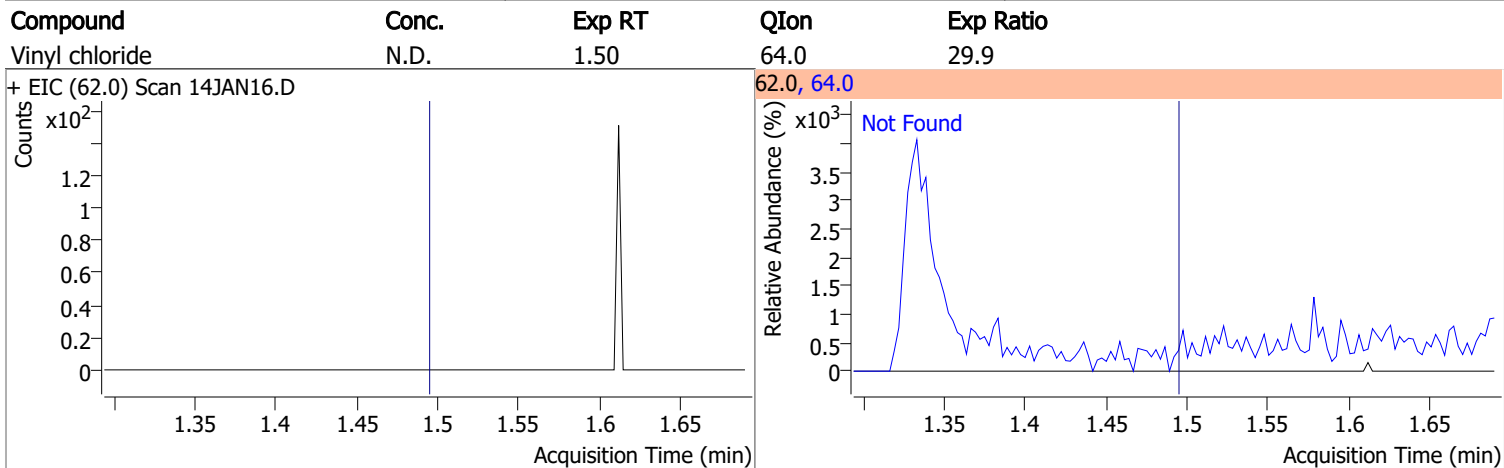 Compound Conc. Exp RT QIon Exp Ratio
Vinyl chloride N.D. 1.50 64.0 29.9
+ EIC (62.0) Scan 14JAN16.D
Counts
x10²
1.2
1
0.8
0.6
0.4
0.2
0
1.35 1.4 1.45 1.5 1.55 1.6 1.65
Acquisition Time (min)
62.0, 64.0
Relative Abundance (%)
x10³
Not Found
3.5
3
2.5
2
1.5
1
0.5
0
1.35 1.4 1.45 1.5 1.55 1.6 1.65
Acquisition Time (min)